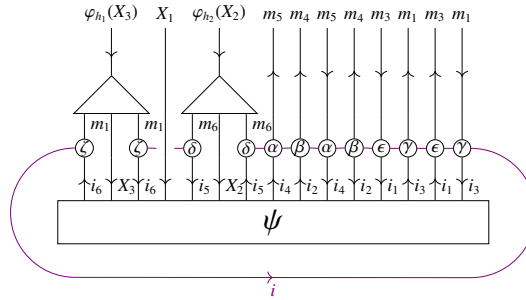 φ_{h_1}(X_3) X_1 φ_{h_2}(X_2) m_5 m_4 m_5 m_4 m_3 m_1 m_3 m_1
m_1 m_1 m_6 m_6
ζ ζ δ δ α β α β ϵ γ ϵ γ
i_6 X_3 i_6 i_5 X_2 i_5 i_4 i_2 i_4 i_2 i_1 i_3 i_1 i_3
ψ
i